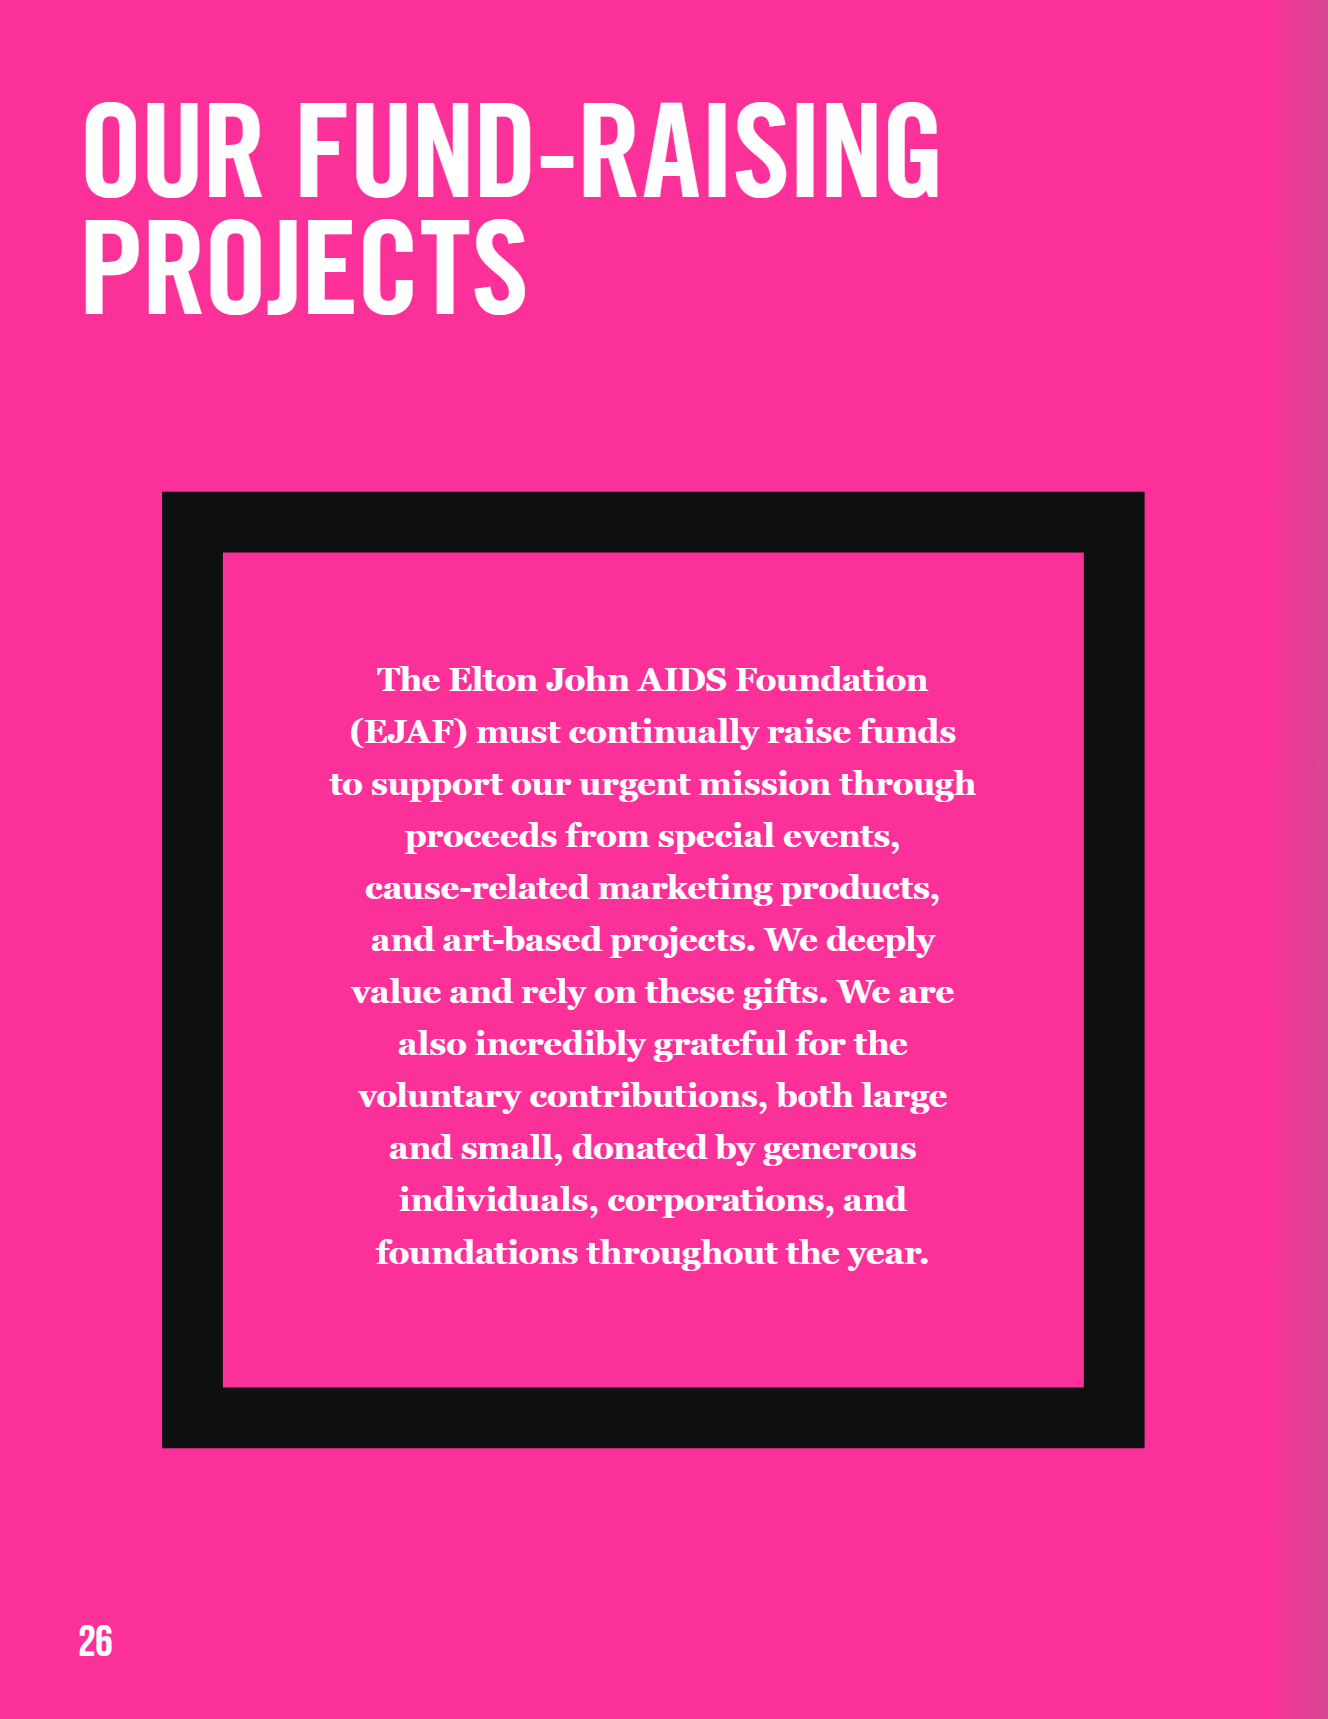 OUR FUND-RAISING
PROJECTS
The Elton John AIDS Foundation
(EJAF) must continually raise funds
to support our urgent mission through
proceeds from special events,
cause-related marketing products,
and art-based projects. We deeply
value and rely on these gifts. We are
also incredibly grateful for the
voluntary contributions, both large
and small, donated by generous
individuals, corporations, and
foundations throughout the year.
26